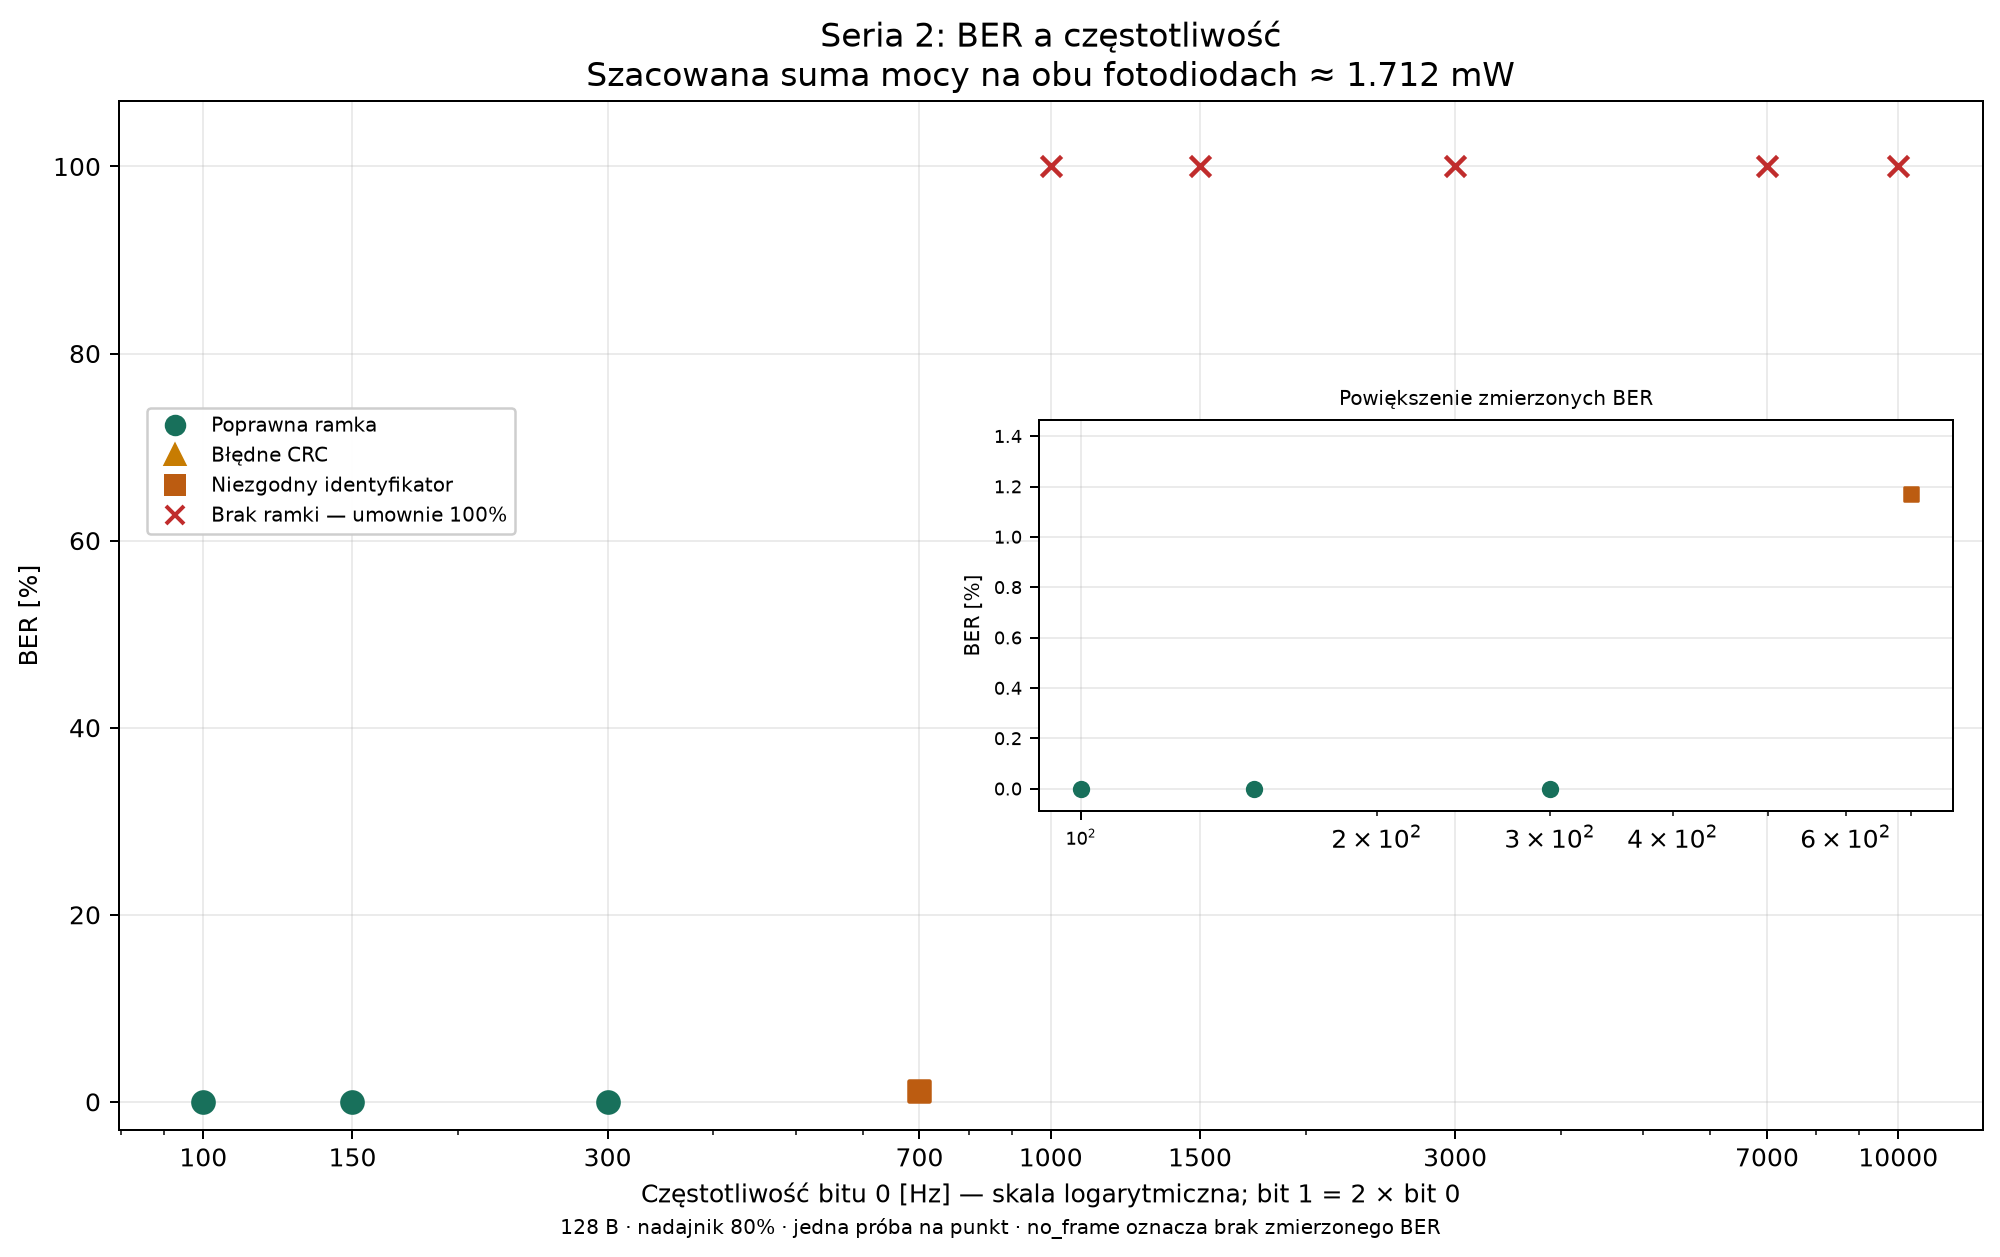 Seria 2: BER a częstotliwość
Szacowana suma mocy na obu fotodiodach ≈ 1.712 mW
100
80
60
40
20
0
BER [%]
Poprawna ramka
Błędne CRC
Niezgodny identyfikator
Brak ramki — umownie 100%
Powiększenie zmierzonych BER
1.4
1.2
1.0
0.8
0.6
0.4
0.2
0.0
BER [%]
10² 2 × 10² 3 × 10² 4 × 10² 6 × 10²
100 150 300 700 1000 1500 3000 7000 10000
Częstotliwość bitu 0 [Hz] — skala logarytmiczna; bit 1 = 2 × bit 0
128 B · nadajnik 80% · jedna próba na punkt · no_frame oznacza brak zmierzonego BER